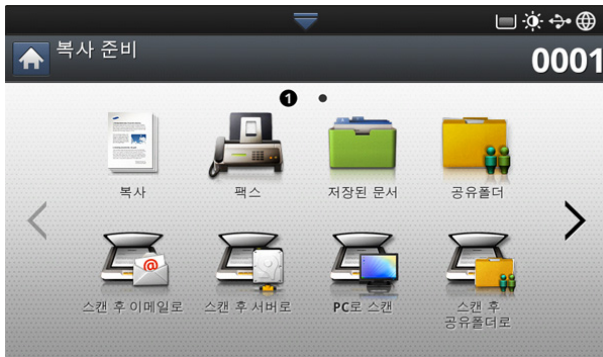 복사 준비
0001
1
복사
팩스
저장된 문서
공유폴더
스캔 후 이메일로
스캔 후 서버로
PC로 스캔
스캔 후
공유폴더로